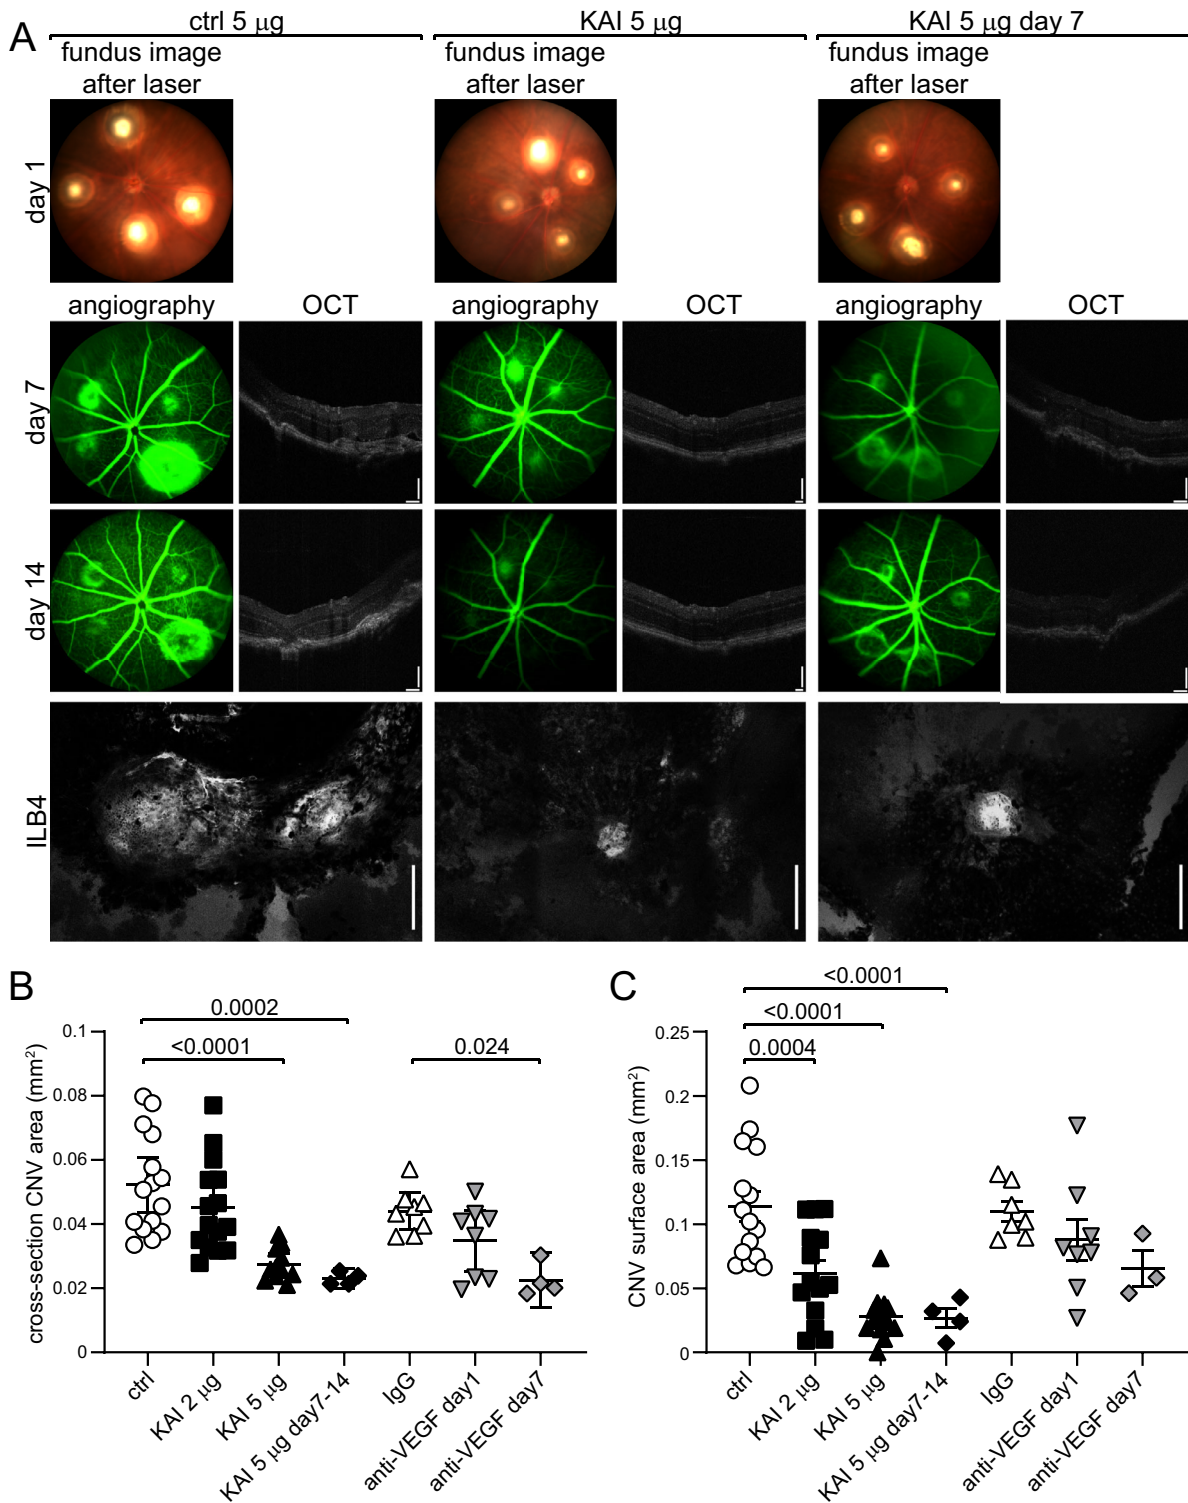 A
ctrl 5 μg
KAI 5 μg
KAI 5 μg day 7
fundus image
after laser
fundus image
after laser
fundus image
after laser
day 1
angiography
OCT
angiography
OCT
angiography
OCT
day 7
day 14
ILB4
B
0.0002
<0.0001
0.024
cross-section CNV area (mm²)
0.1
0.08
0.06
0.04
0.02
0
ctrl
KAI 2 μg
KAI 5 μg
KAI 5 μg day7-14
IgG
anti-VEGF day1
anti-VEGF day7
C
<0.0001
<0.0001
0.0004
CNV surface area (mm²)
0.25
0.2
0.15
0.1
0.05
0
ctrl
KAI 2 μg
KAI 5 μg
KAI 5 μg day7-14
IgG
anti-VEGF day1
anti-VEGF day7